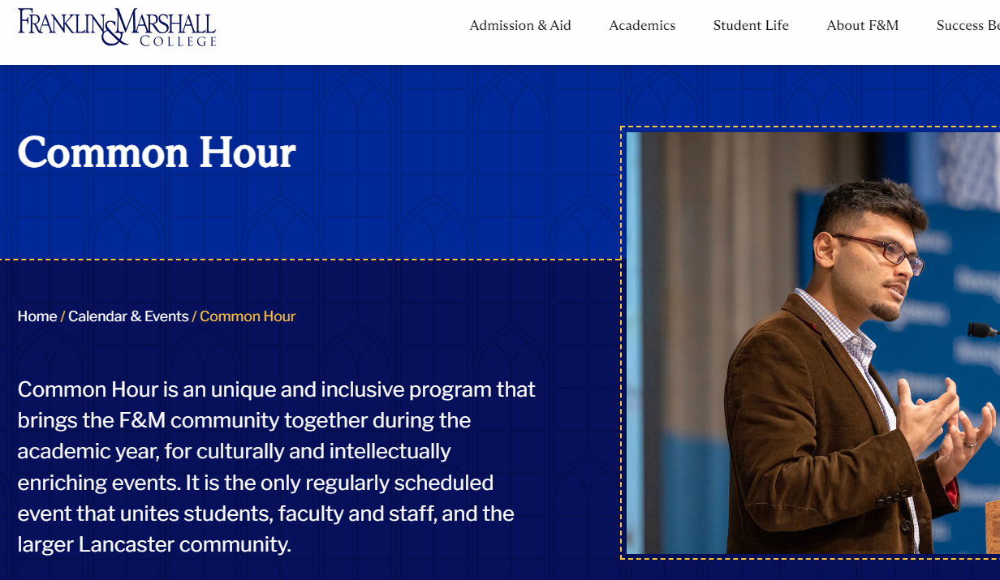 FRANKLIN & MARSHALL
COLLEGE
Admission & Aid
Academics
Student Life
About F&M
Success
Common Hour
Home / Calendar & Events / Common Hour
Common Hour is an unique and inclusive program that
brings the F&M community together during the
academic year, for culturally and intellectually
enriching events. It is the only regularly scheduled
event that unites students, faculty and staff, and the
larger Lancaster community.